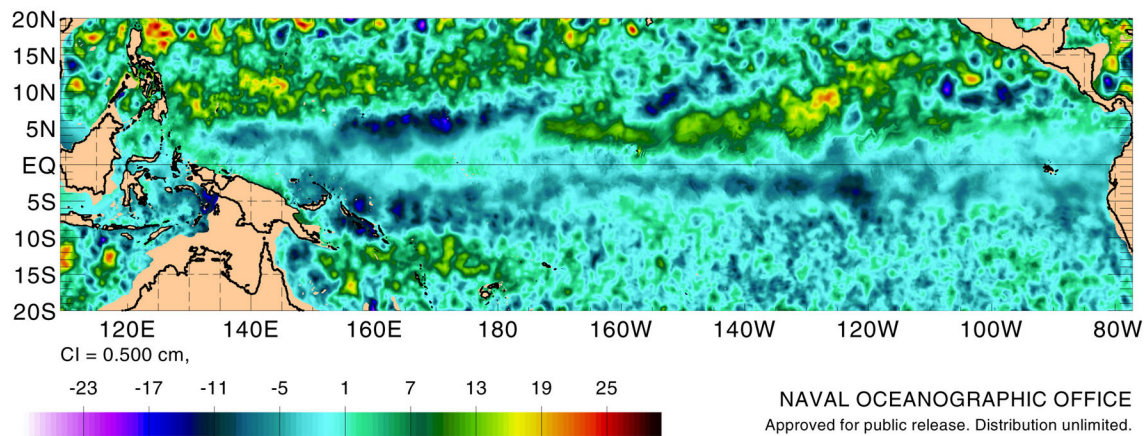 20N
15N
10N
5N
EQ
5S
10S
15S
20S
120E 140E 160E 180 160W 140W 120W 100W 80W
CI = 0.500 cm,
-23 -17 -11 -5 1 7 13 19 25
NAVAL OCEANOGRAPHIC OFFICE
Approved for public release. Distribution unlimited.